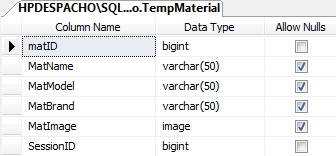 HPDESPACHO\SQL...o.TempMaterial
Column Name Data Type Allow Nulls
matID bigint
MatName varchar(50)
MatModel varchar(50)
MatBrand varchar(50)
MatImage image
SessionID bigint